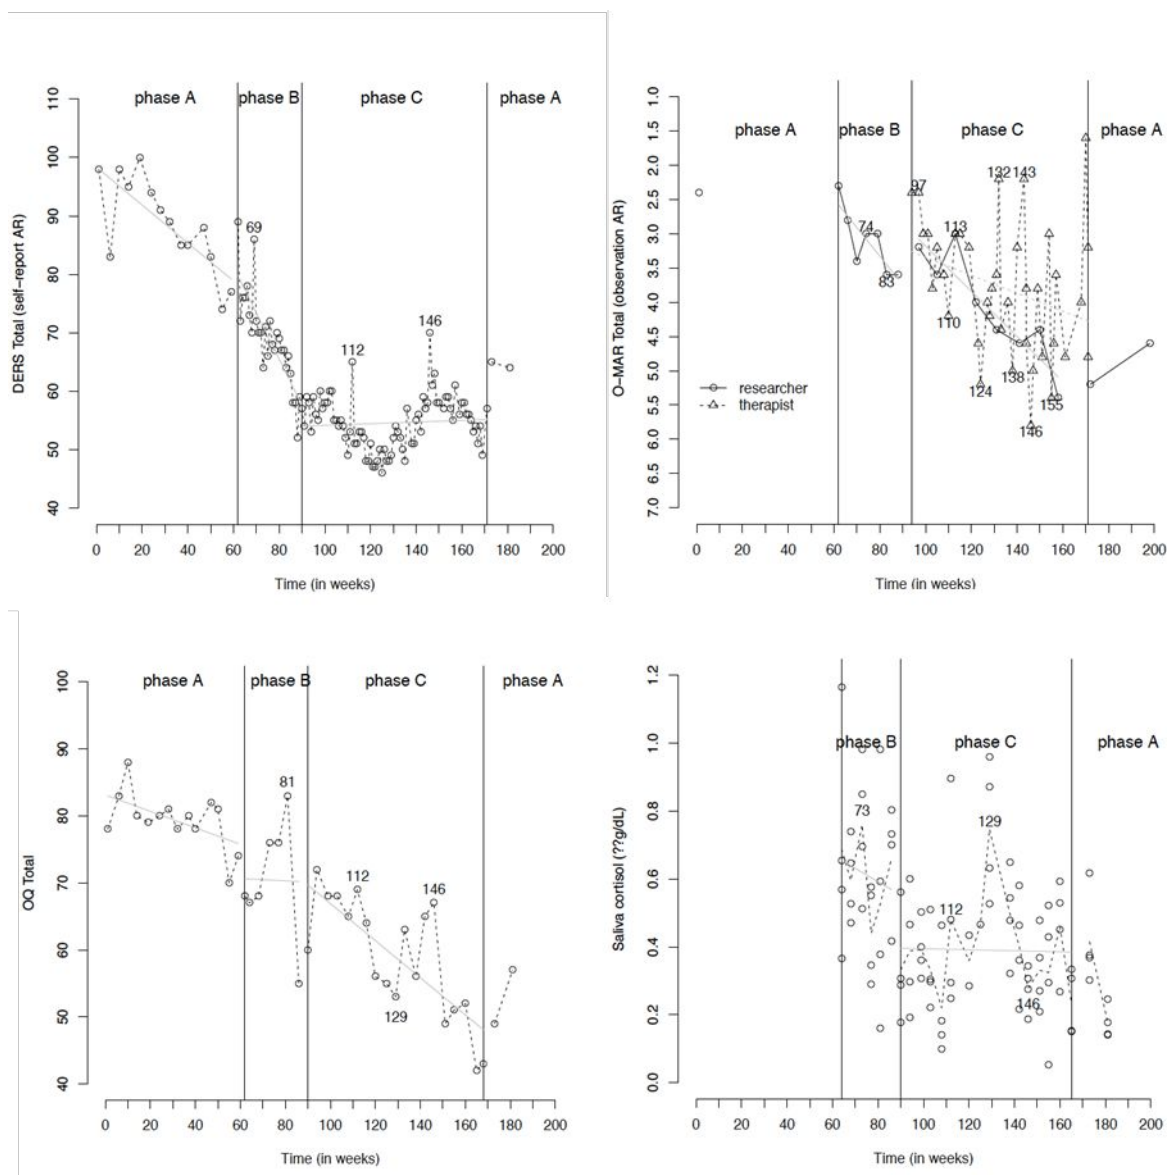 phase A phase B phase C phase A
110
100
90
80
70
60
50
40
69
112
146
DERS Total (self-report AR)
0 20 40 60 80 100 120 140 160 180 200
Time (in weeks)
phase A phase B phase C phase A
1.0
1.5
2.0
2.5
3.0
3.5
4.0
4.5
5.0
5.5
6.0
6.5
7.0
97 132 143
74 113
83
110
124 138
155
146
researcher
therapist
O-MAR Total (observation AR)
0 20 40 60 80 100 120 140 160 180 200
Time (in weeks)
phase A phase B phase C phase A
100
90
80
70
60
50
40
81
112
146
129
OQ Total
0 20 40 60 80 100 120 140 160 180 200
Time (in weeks)
phase B phase C phase A
1.2
1.0
0.8
0.6
0.4
0.2
0.0
73
129
112
146
Saliva cortisol (??g/dL)
0 20 40 60 80 100 120 140 160 180 200
Time (in weeks)